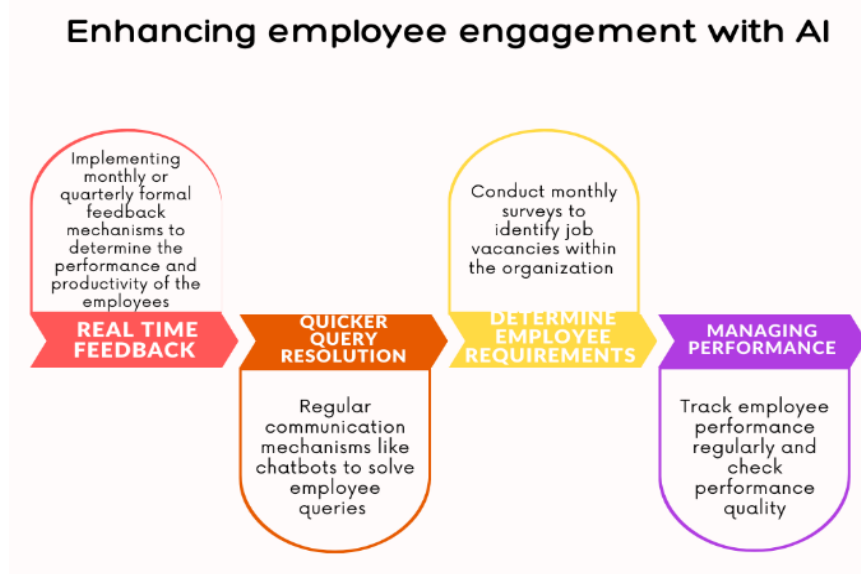 Enhancing employee engagement with AI
Implementing
monthly or
quarterly formal
feedback
mechanisms to
determine the
performance and
productivity of the
employees
REAL TIME
FEEDBACK
QUICKER
QUERY
RESOLUTION
Regular
communication
mechanisms like
chatbots to solve
employee
queries
Conduct monthly
surveys to
identify job
vacancies within
the organization
DETERMINE
EMPLOYEE
REQUIREMENTS
MANAGING
PERFORMANCE
Track employee
performance
regularly and
check
performance
quality